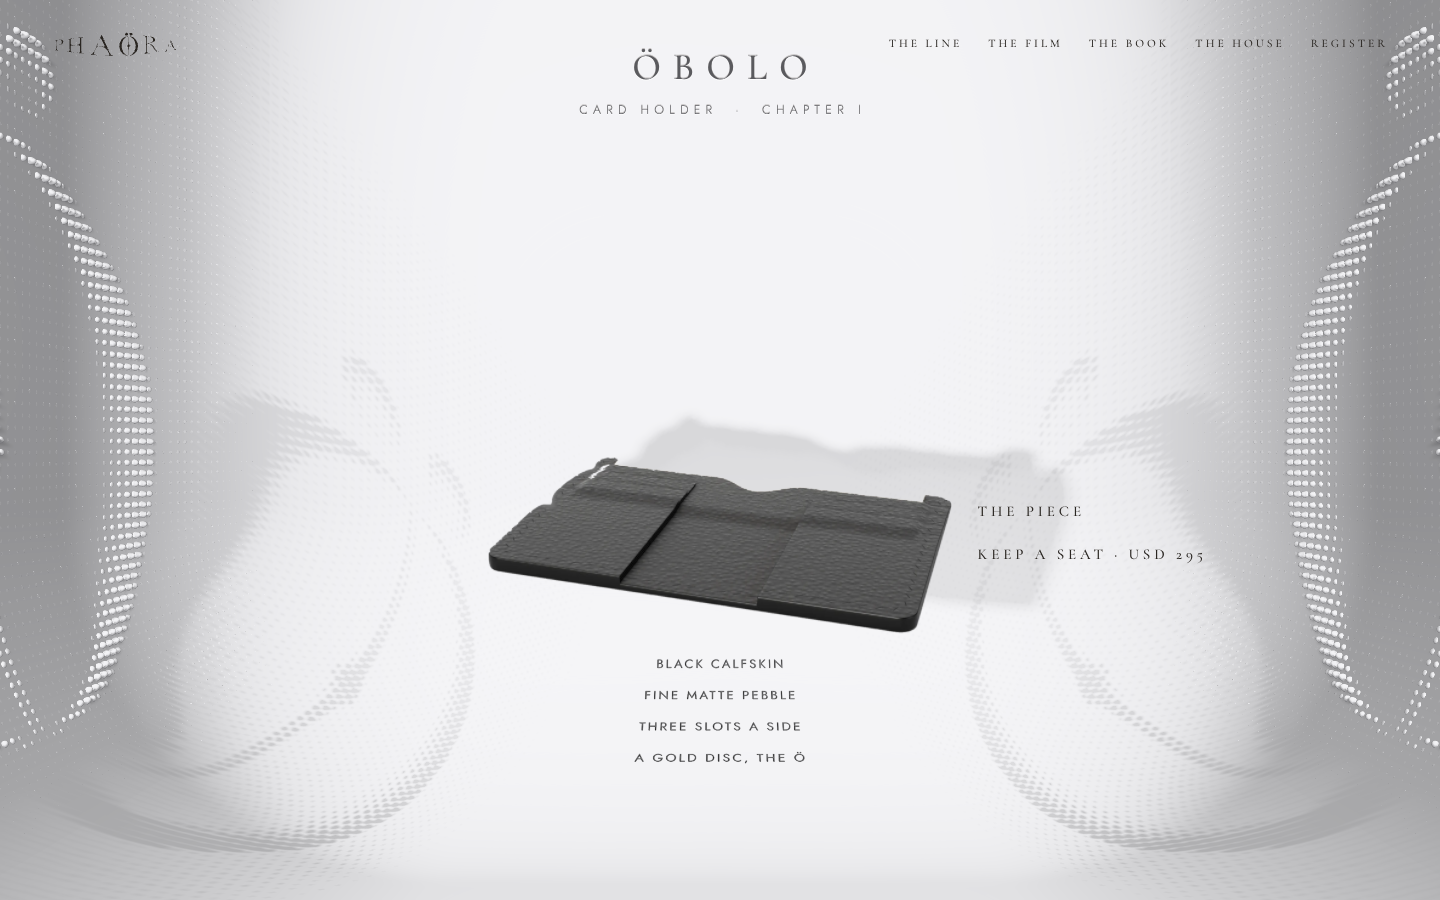 PHAÖRA
THE LINE THE FILM THE BOOK THE HOUSE REGISTER
ÖBOLO
CARD HOLDER · CHAPTER I
THE PIECE
KEEP A SEAT · USD 295
BLACK CALFSKIN
FINE MATTE PEBBLE
THREE SLOTS A SIDE
A GOLD DISC, THE Ö